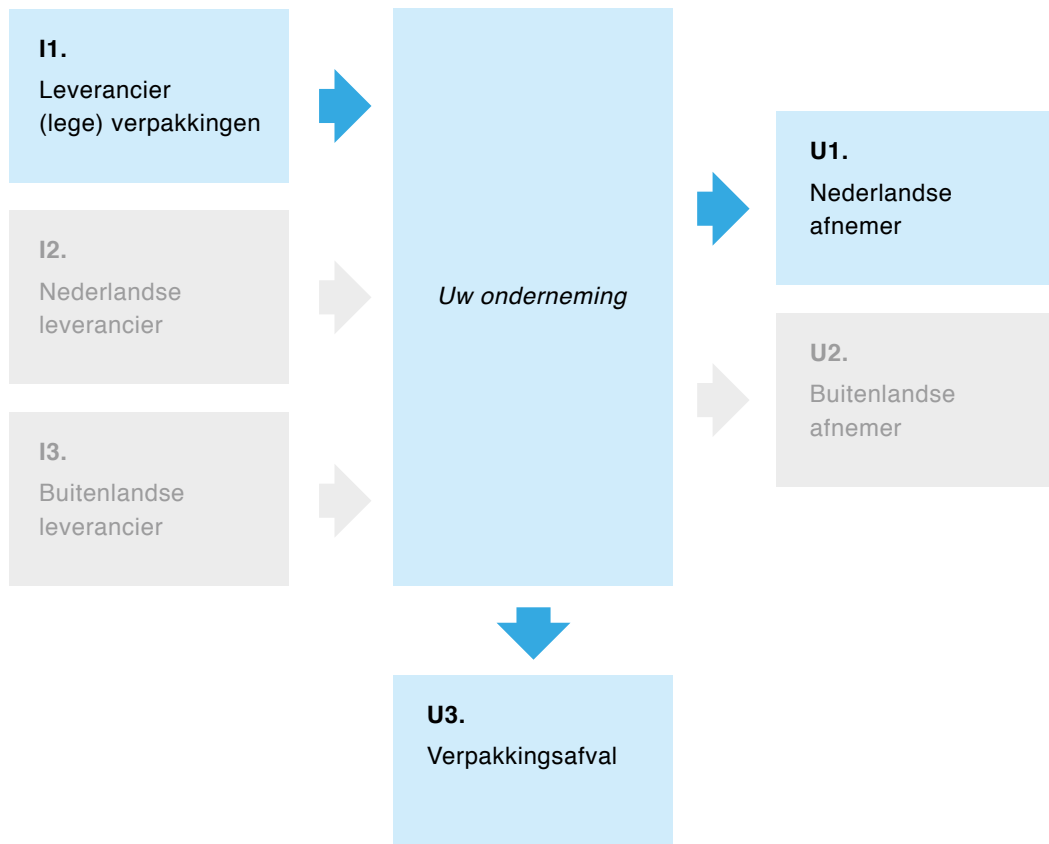 I1.
Leverancier
(lege) verpakkingen
I2.
Nederlandse
leverancier
I3.
Buitenlandse
leverancier
Uw onderneming
U1.
Nederlandse
afnemer
U2.
Buitenlandse
afnemer
U3.
Verpakkingsafval